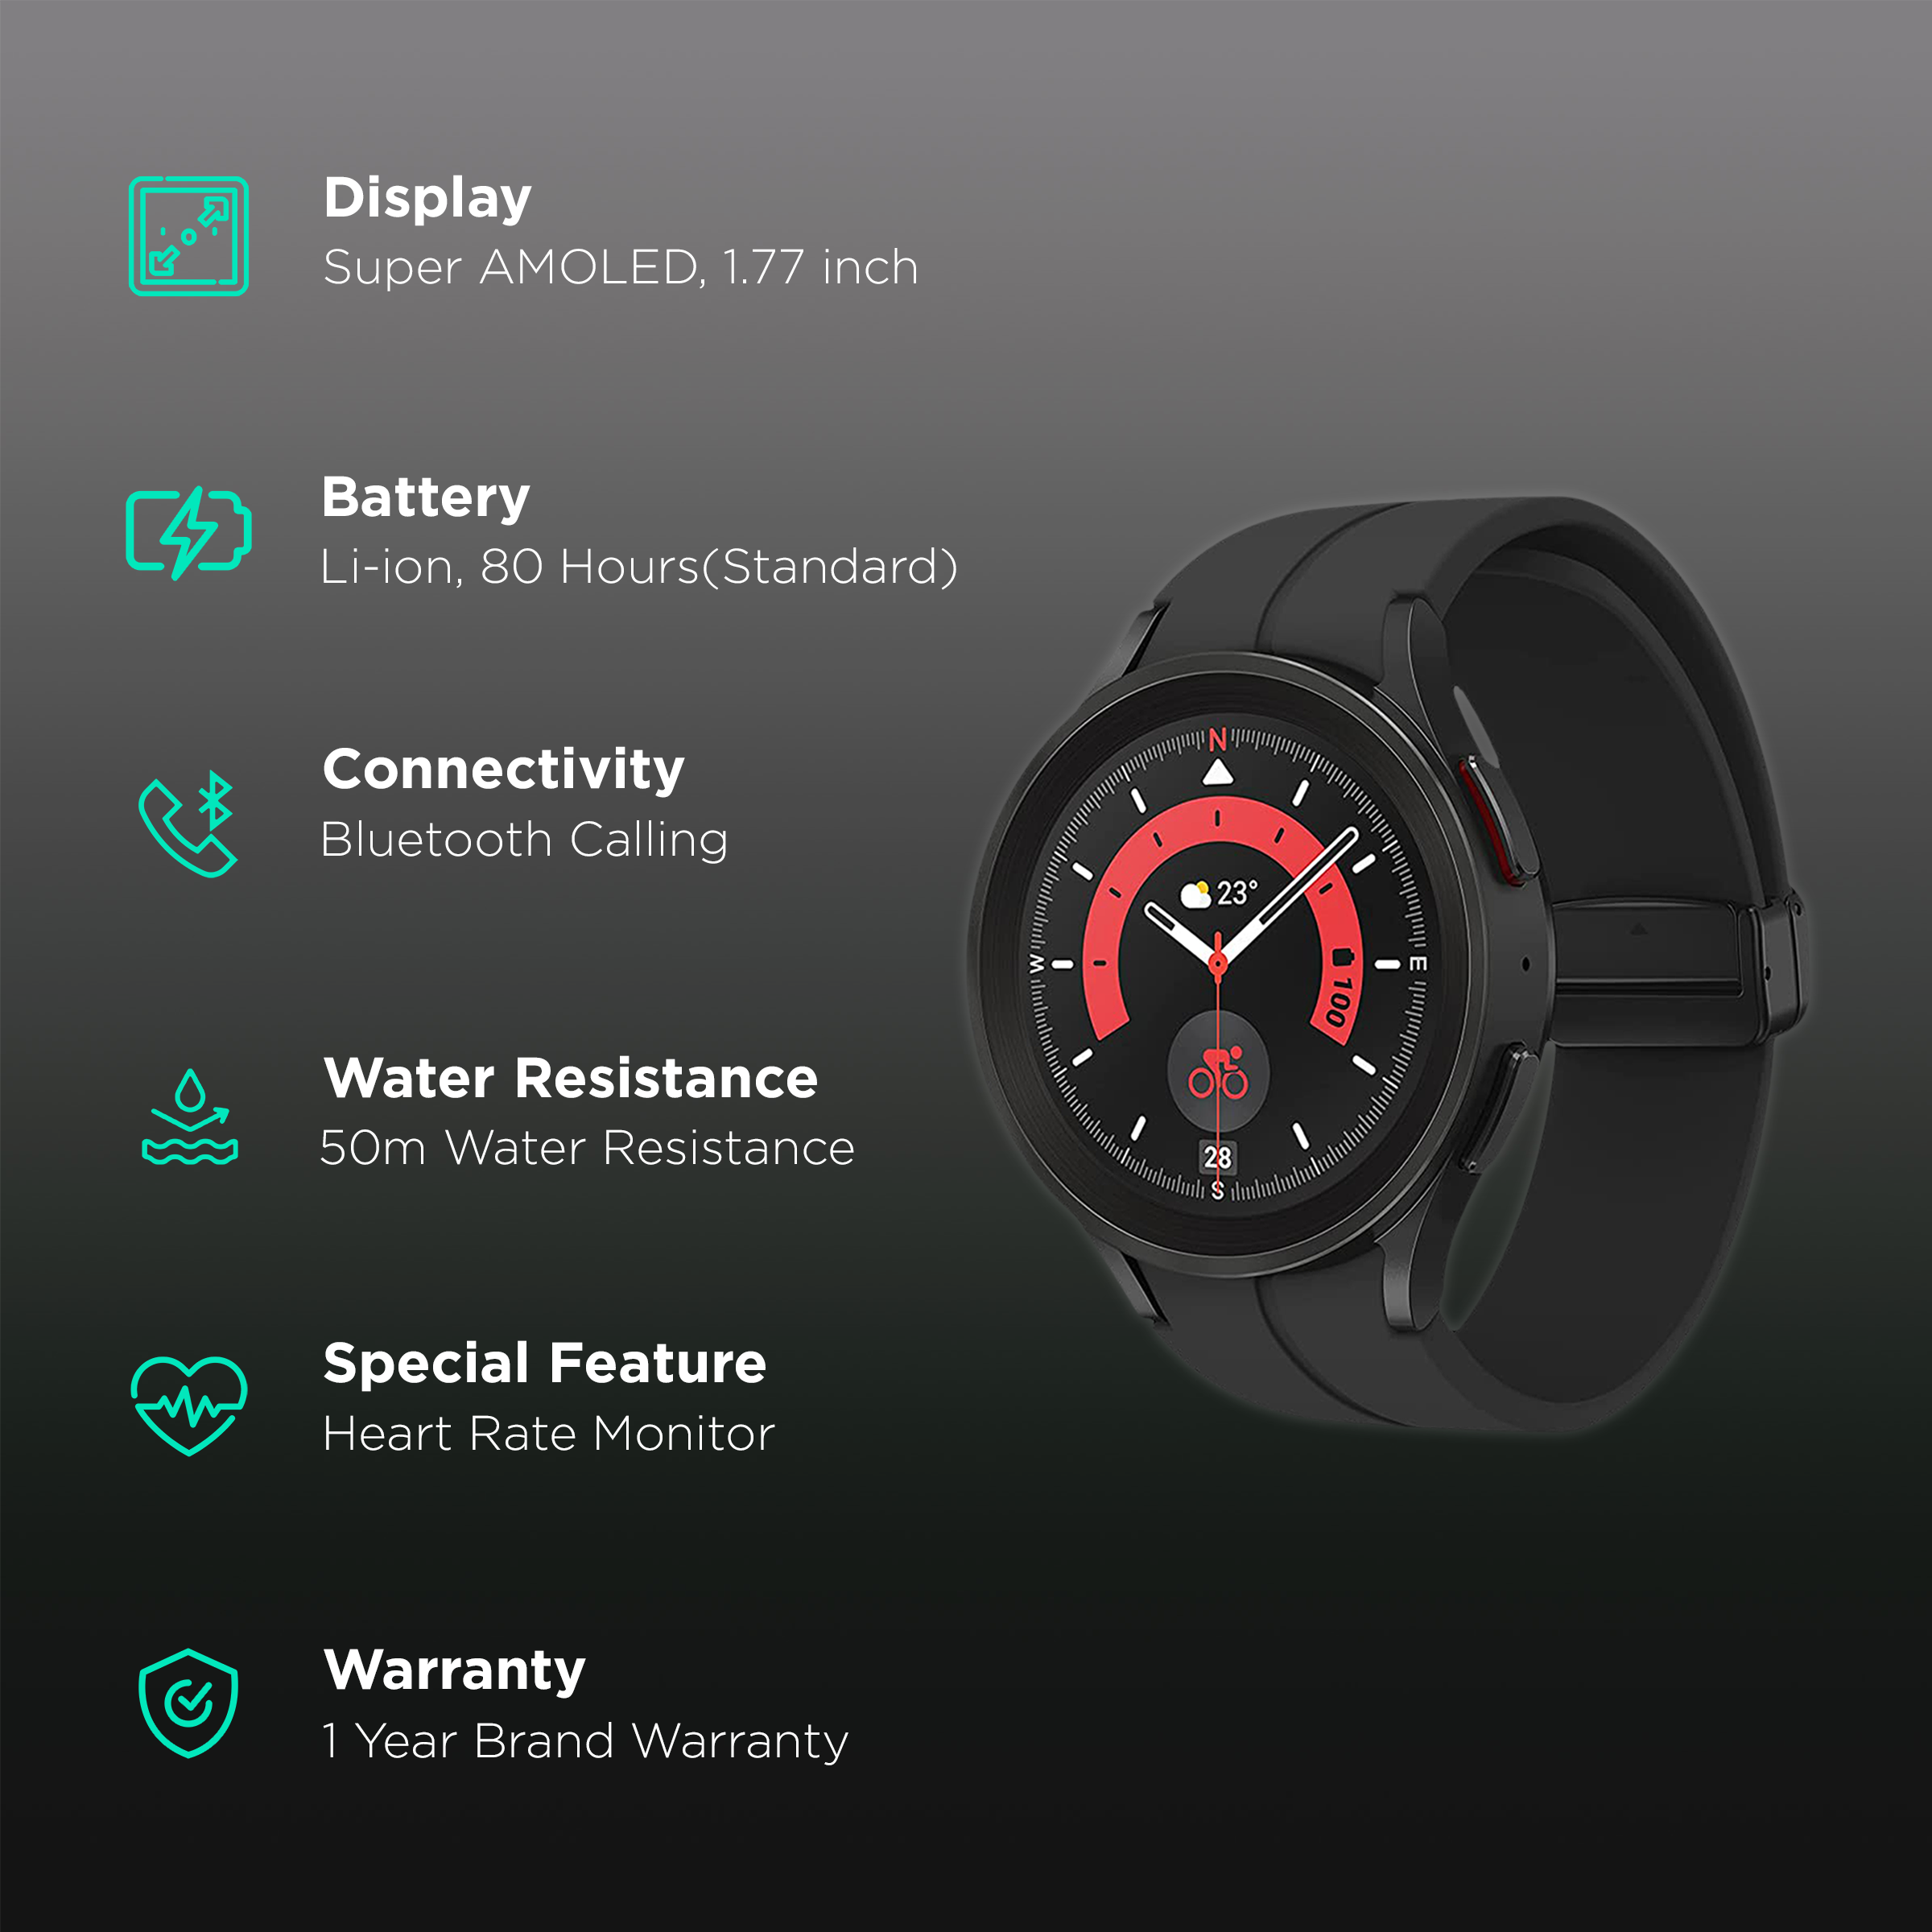 Display
Super AMOLED, 1.77 inch
Battery
Li-ion, 80 Hours(Standard)
Connectivity
Bluetooth Calling
Water Resistance
50m Water Resistance
Special Feature
Heart Rate Monitor
Warranty
1 Year Brand Warranty
N
23°
W
E
100
28
S